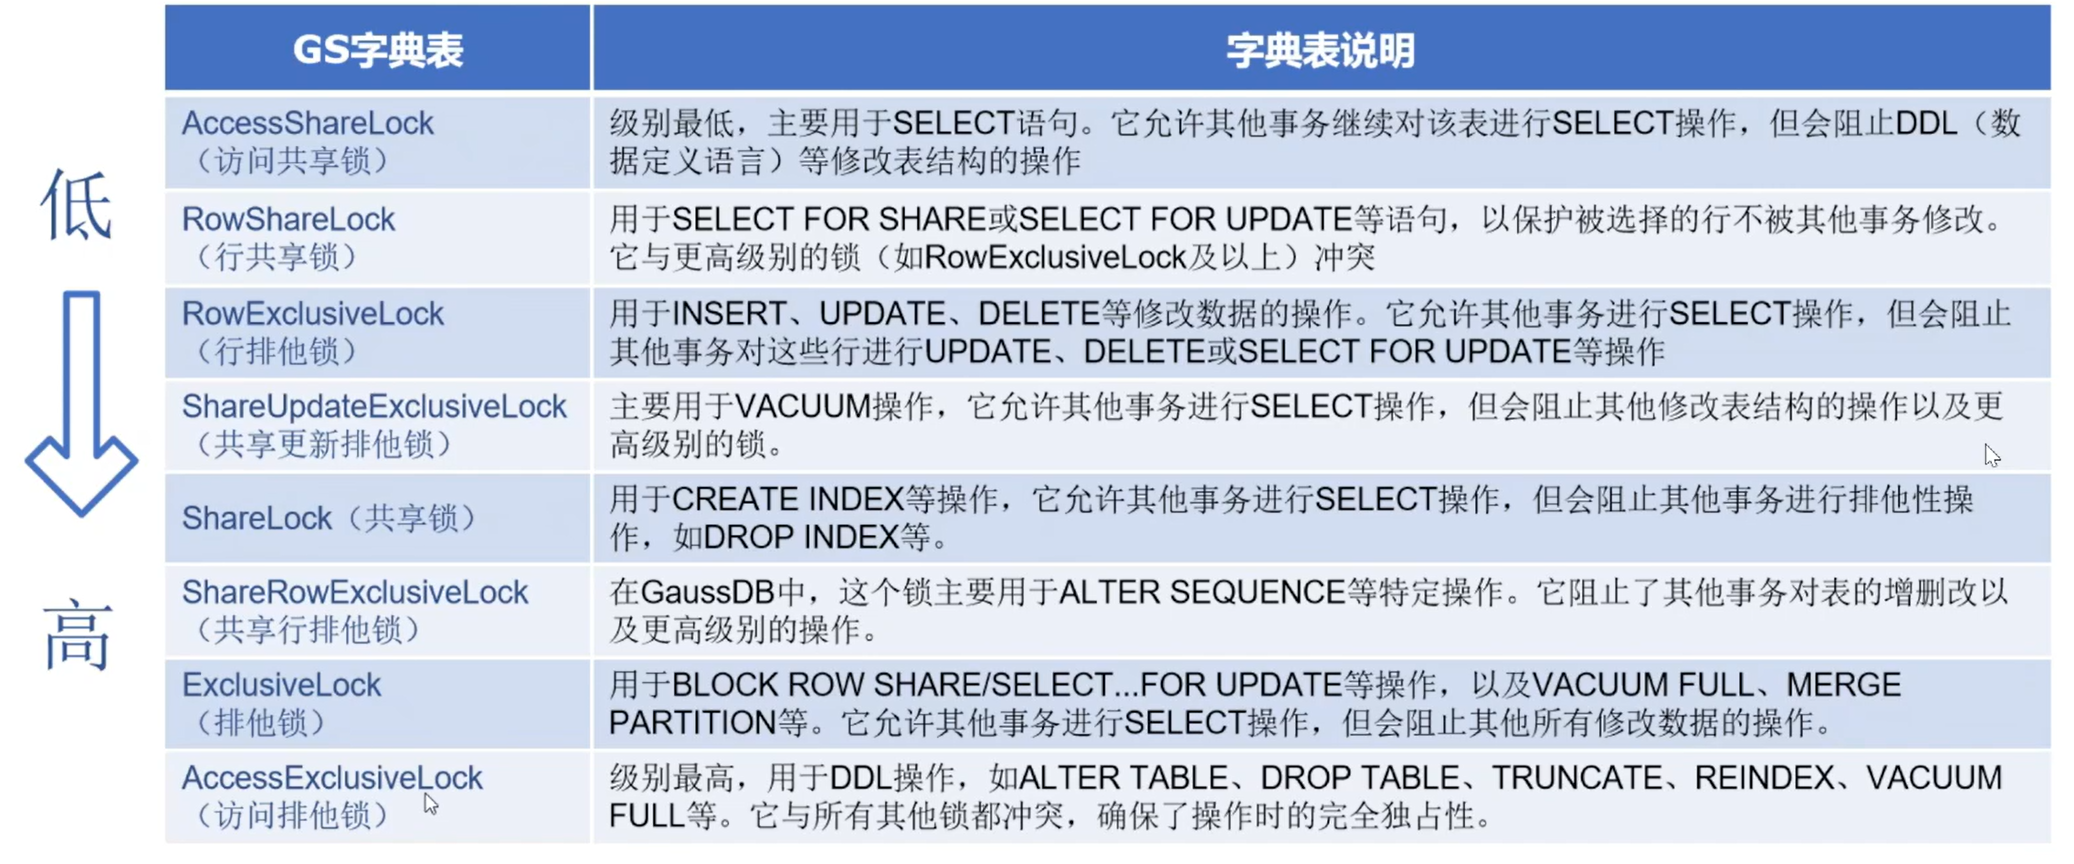 GS字典表
字典表说明
低
高
AccessShareLock
（访问共享锁）
级别最低，主要用于SELECT语句。它允许其他事务继续对该表进行SELECT操作，但会阻止DDL（数
据定义语言）等修改表结构的操作
RowShareLock
（行共享锁）
用于SELECT FOR SHARE或SELECT FOR UPDATE等语句，以保护被选择的行不被其他事务修改。
它与更高级别的锁（如RowExclusiveLock及以上）冲突
RowExclusiveLock
（行排他锁）
用于INSERT、UPDATE、DELETE等修改数据的操作。它允许其他事务进行SELECT操作，但会阻止
其他事务对这些行进行UPDATE、DELETE或SELECT FOR UPDATE等操作
ShareUpdateExclusiveLock
（共享更新排他锁）
主要用于VACUUM操作，它允许其他事务进行SELECT操作，但会阻止其他修改表结构的操作以及更
高级别的锁。
ShareLock（共享锁）
用于CREATE INDEX等操作，它允许其他事务进行SELECT操作，但会阻止其他事务进行排他性操
作，如DROP INDEX等。
ShareRowExclusiveLock
（共享行排他锁）
在GaussDB中，这个锁主要用于ALTER SEQUENCE等特定操作。它阻止了其他事务对表的增删改以
及更高级别的操作。
ExclusiveLock
（排他锁）
用于BLOCK ROW SHARE/SELECT...FOR UPDATE等操作，以及VACUUM FULL、MERGE
PARTITION等。它允许其他事务进行SELECT操作，但会阻止其他所有修改数据的操作。
AccessExclusiveLock
（访问排他锁）
级别最高，用于DDL操作，如ALTER TABLE、DROP TABLE、TRUNCATE、REINDEX、VACUUM
FULL等。它与所有其他锁都冲突，确保了操作时的完全独占性。